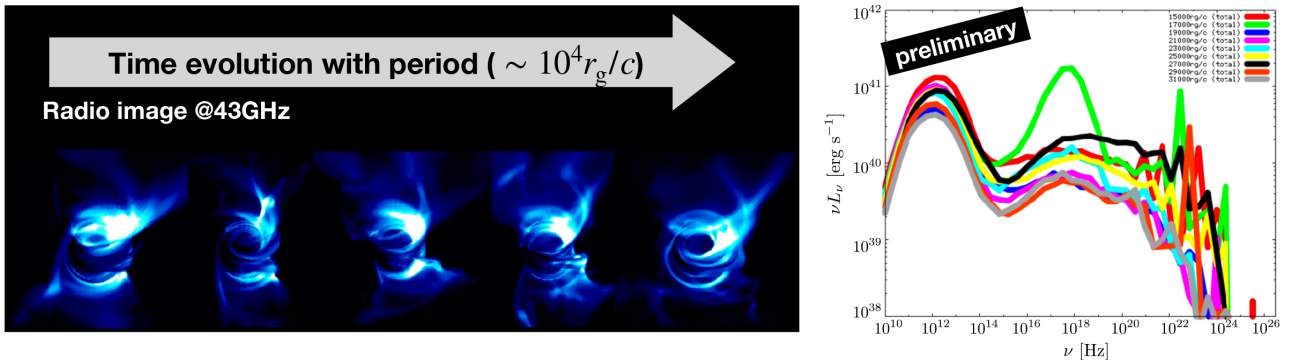 Time evolution with period ( ∼ 10⁴r_g/c)
Radio image @43GHz
preliminary
15000rg/c (total)
17000rg/c (total)
19000rg/c (total)
21000rg/c (total)
23000rg/c (total)
25000rg/c (total)
27000rg/c (total)
29000rg/c (total)
31000rg/c (total)
νL_ν [erg s⁻¹]
10⁴²
10⁴¹
10⁴⁰
10³⁹
10³⁸
10¹⁰ 10¹² 10¹⁴ 10¹⁶ 10¹⁸ 10²⁰ 10²² 10²⁴ 10²⁶
ν [Hz]